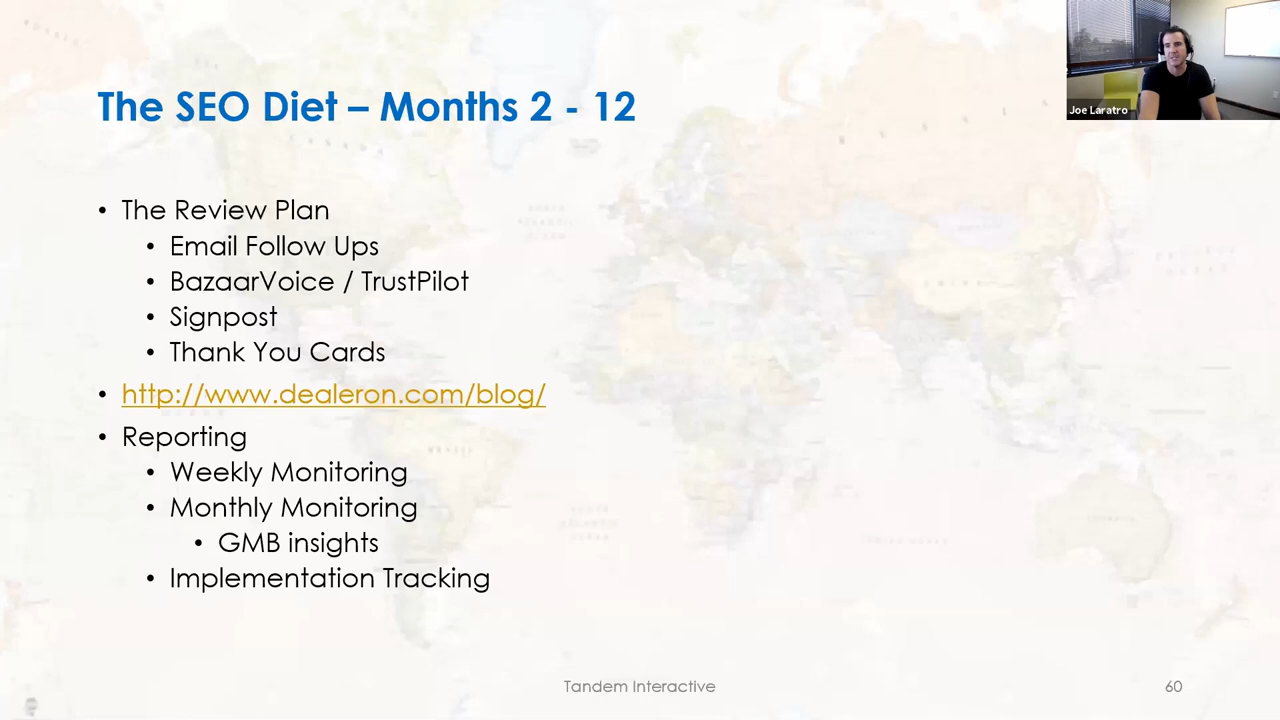 Joe Laratro
The SEO Diet – Months 2 - 12
• The Review Plan
• Email Follow Ups
• BazaarVoice / TrustPilot
• Signpost
• Thank You Cards
• http://www.dealeron.com/blog/
• Reporting
• Weekly Monitoring
• Monthly Monitoring
• GMB insights
• Implementation Tracking
Tandem Interactive
60